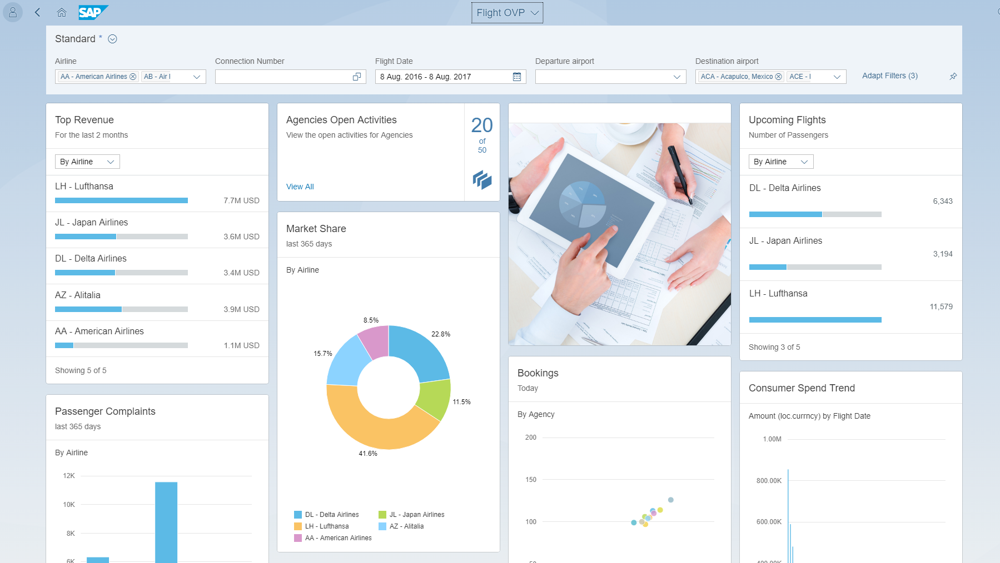 SAP
Flight OVP
Standard *
Airline
Connection Number
Flight Date
Departure airport
Destination airport
AA - American Airlines
AB - Air
8 Aug. 2016 - 8 Aug. 2017
ACA - Acapulco, Mexico
ACE -
Adapt Filters (3)
Top Revenue
For the last 2 months
By Airline
LH - Lufthansa
7.7M USD
JL - Japan Airlines
3.6M USD
DL - Delta Airlines
3.4M USD
AZ - Alitalia
3.9M USD
AA - American Airlines
1.1M USD
Showing 5 of 5
Passenger Complaints
last 365 days
By Airline
12K
10K
8K
6K
Agencies Open Activities
View the open activities for Agencies
View All
20
of
50
Market Share
last 365 days
By Airline
8.5%
22.8%
15.7%
11.5%
41.6%
DL - Delta Airlines
JL - Japan Airlines
LH - Lufthansa
AZ - Alitalia
AA - American Airlines
Bookings
Today
By Agency
200
150
100
50
Upcoming Flights
Number of Passengers
By Airline
DL - Delta Airlines
6,343
JL - Japan Airlines
3,194
LH - Lufthansa
11,579
Showing 3 of 5
Consumer Spend Trend
Amount (loc.currncy) by Flight Date
1.00M
800.00K
600.00K
400.00K